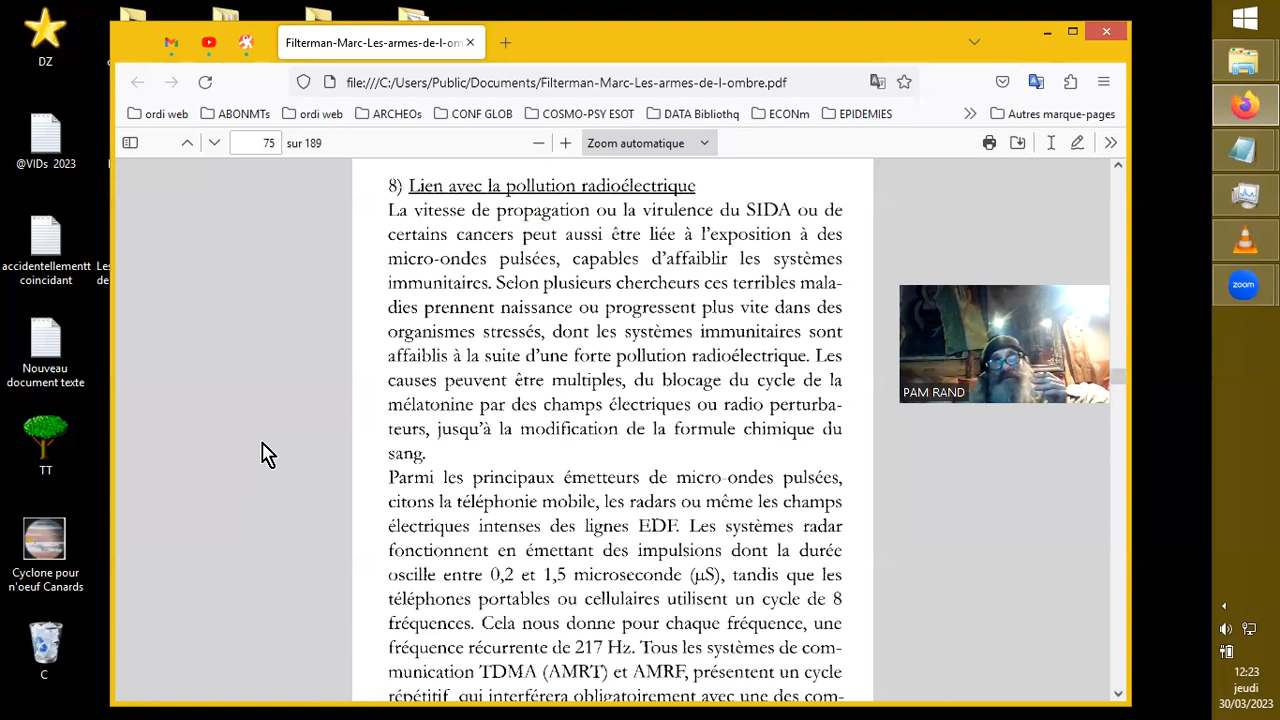 DZ
@VIDs 2023
accidentellementt
coincidant
Nouveau
document texte
TT
Cyclone pour
n'oeuf Canards
C
Filterman-Marc-Les-armes-de-l-om
file:///C:/Users/Public/Documents/Filterman-Marc-Les-armes-de-l-ombre.pdf
ordi web
ABONMTs
ordi web
ARCHEOs
CONF GLOB
COSMO-PSY ESOT
DATA Bibliothq
ECONm
EPIDEMIES
Autres marque-pages
75 sur 189
Zoom automatique
8) Lien avec la pollution radioélectrique
La vitesse de propagation ou la virulence du SIDA ou de
certains cancers peut aussi être liée à l'exposition à des
micro-ondes pulsées, capables d'affaiblir les systèmes
immunitaires. Selon plusieurs chercheurs ces terribles mala-
dies prennent naissance ou progressent plus vite dans des
organismes stressés, dont les systèmes immunitaires sont
affaiblis à la suite d'une forte pollution radioélectrique. Les
causes peuvent être multiples, du blocage du cycle de la
mélatonine par des champs électriques ou radio perturba-
teurs, jusqu'à la modification de la formule chimique du
sang.
Parmi les principaux émetteurs de micro-ondes pulsées,
citons la téléphonie mobile, les radars ou même les champs
électriques intenses des lignes EDF. Les systèmes radar
fonctionnent en émettant des impulsions dont la durée
oscille entre 0,2 et 1,5 microseconde (µS), tandis que les
téléphones portables ou cellulaires utilisent un cycle de 8
fréquences. Cela nous donne pour chaque fréquence, une
fréquence récurrente de 217 Hz. Tous les systèmes de com-
munication TDMA (AMRT) et AMRF, présentent un cycle
répétitif qui interférera obligatoirement avec une des com-
PAM RAND
zoom
12:23
jeudi
30/03/2023